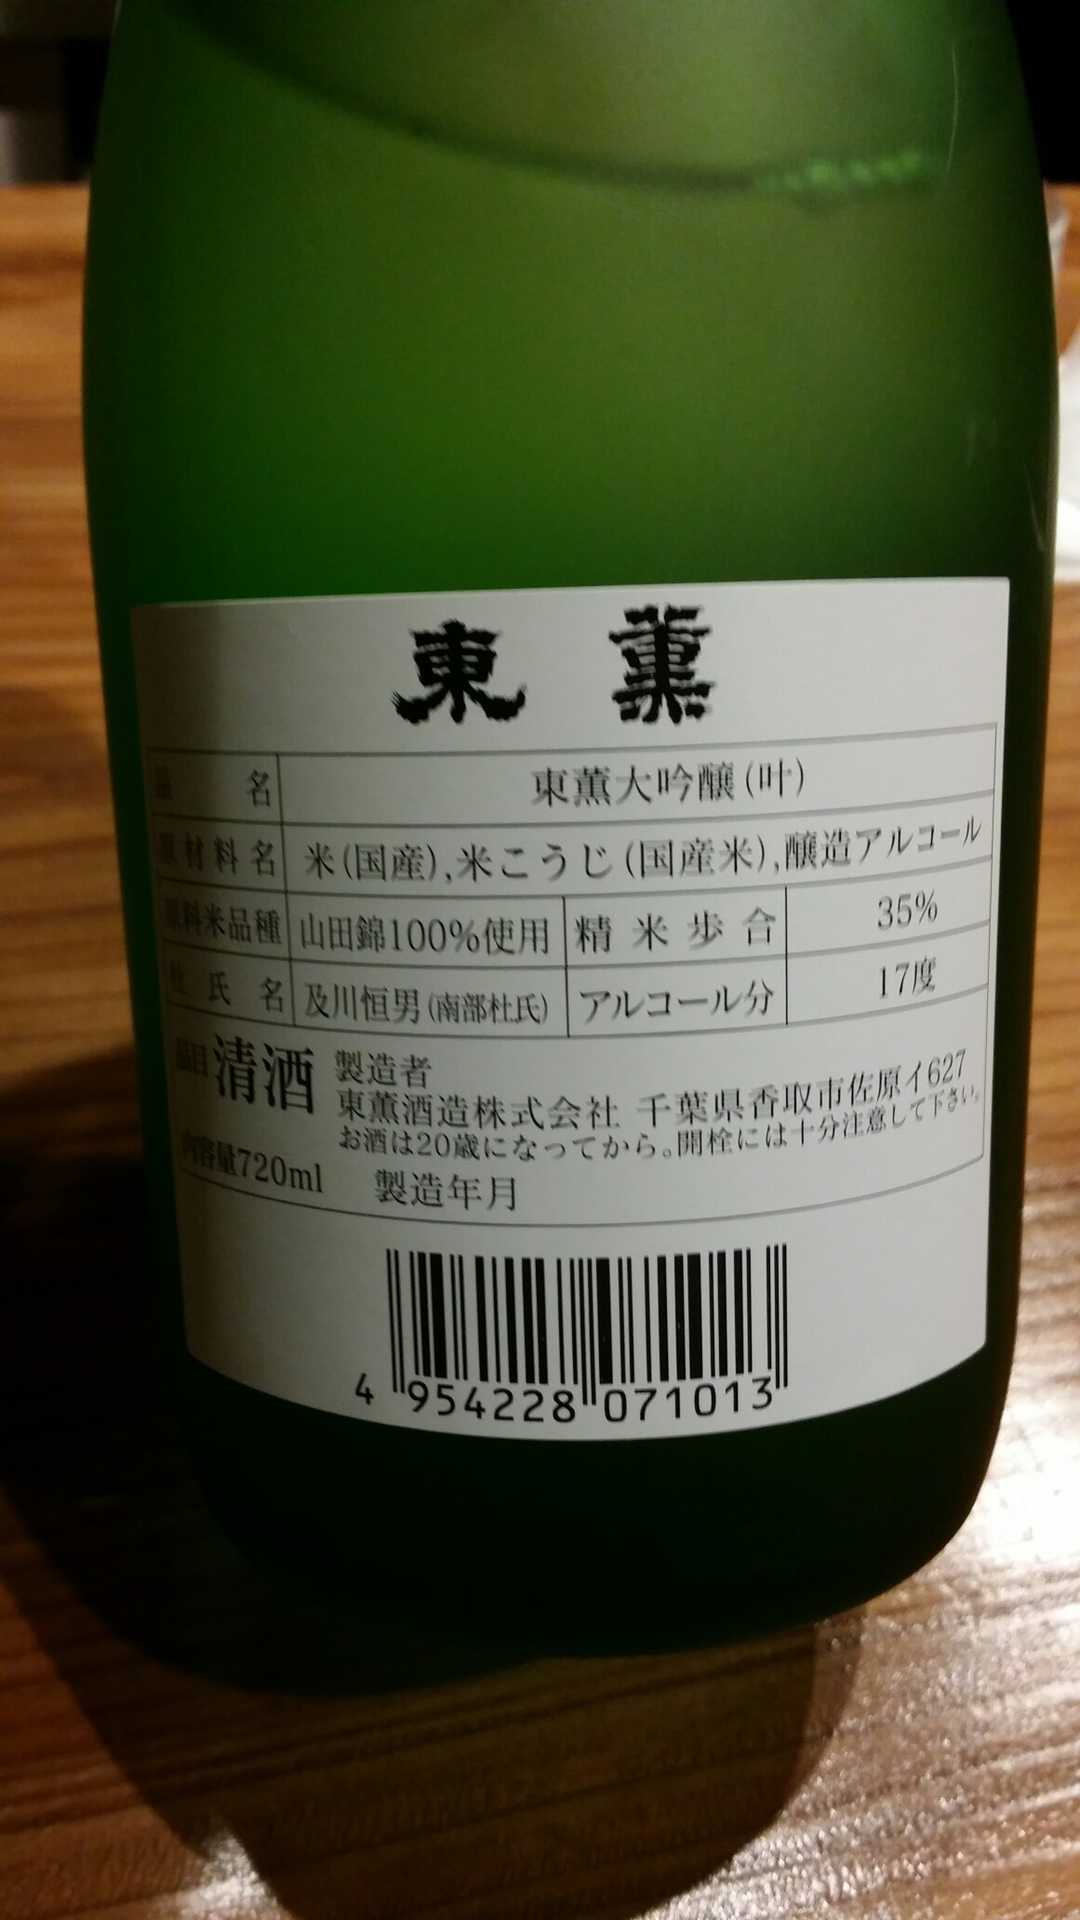 東薫
名 東薫大吟醸(叶)
原材料名 米(国産),米こうじ(国産米),醸造アルコール
原料米品種 山田錦100%使用 精米歩合 35%
杜氏名 及川恒男(南部杜氏) アルコール分 17度
品目 清酒 製造者
東薫酒造株式会社 千葉県香取市佐原イ627
お酒は20歳になってから。開栓には十分注意して下さい。
内容量720ml 製造年月
4 954228 071013